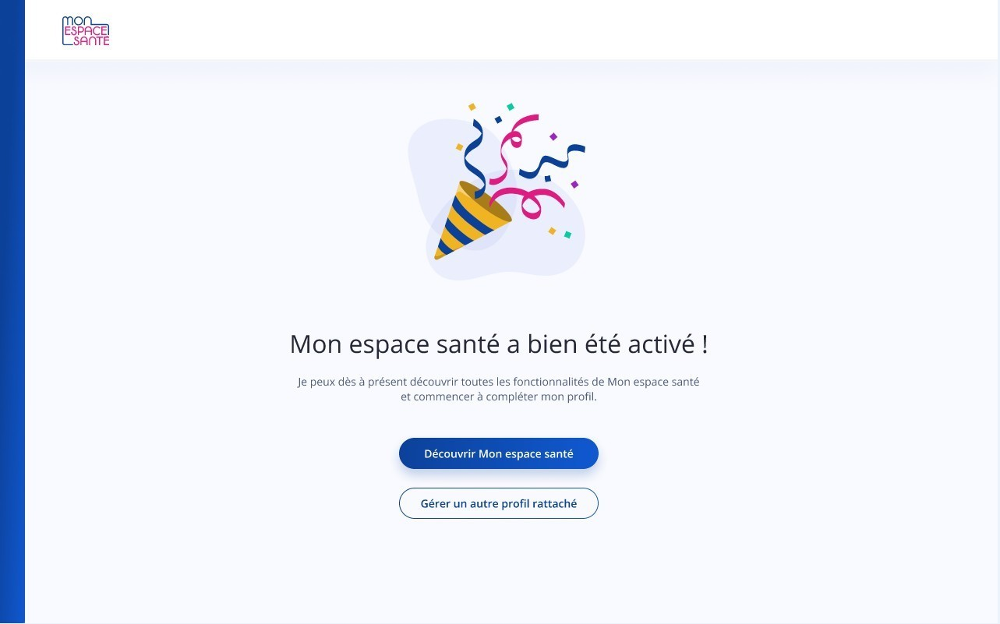 MON
ESPACE
SANTÉ
Mon espace santé a bien été activé !
Je peux dès à présent découvrir toutes les fonctionnalités de Mon espace santé
et commencer à compléter mon profil.
Découvrir Mon espace santé
Gérer un autre profil rattaché